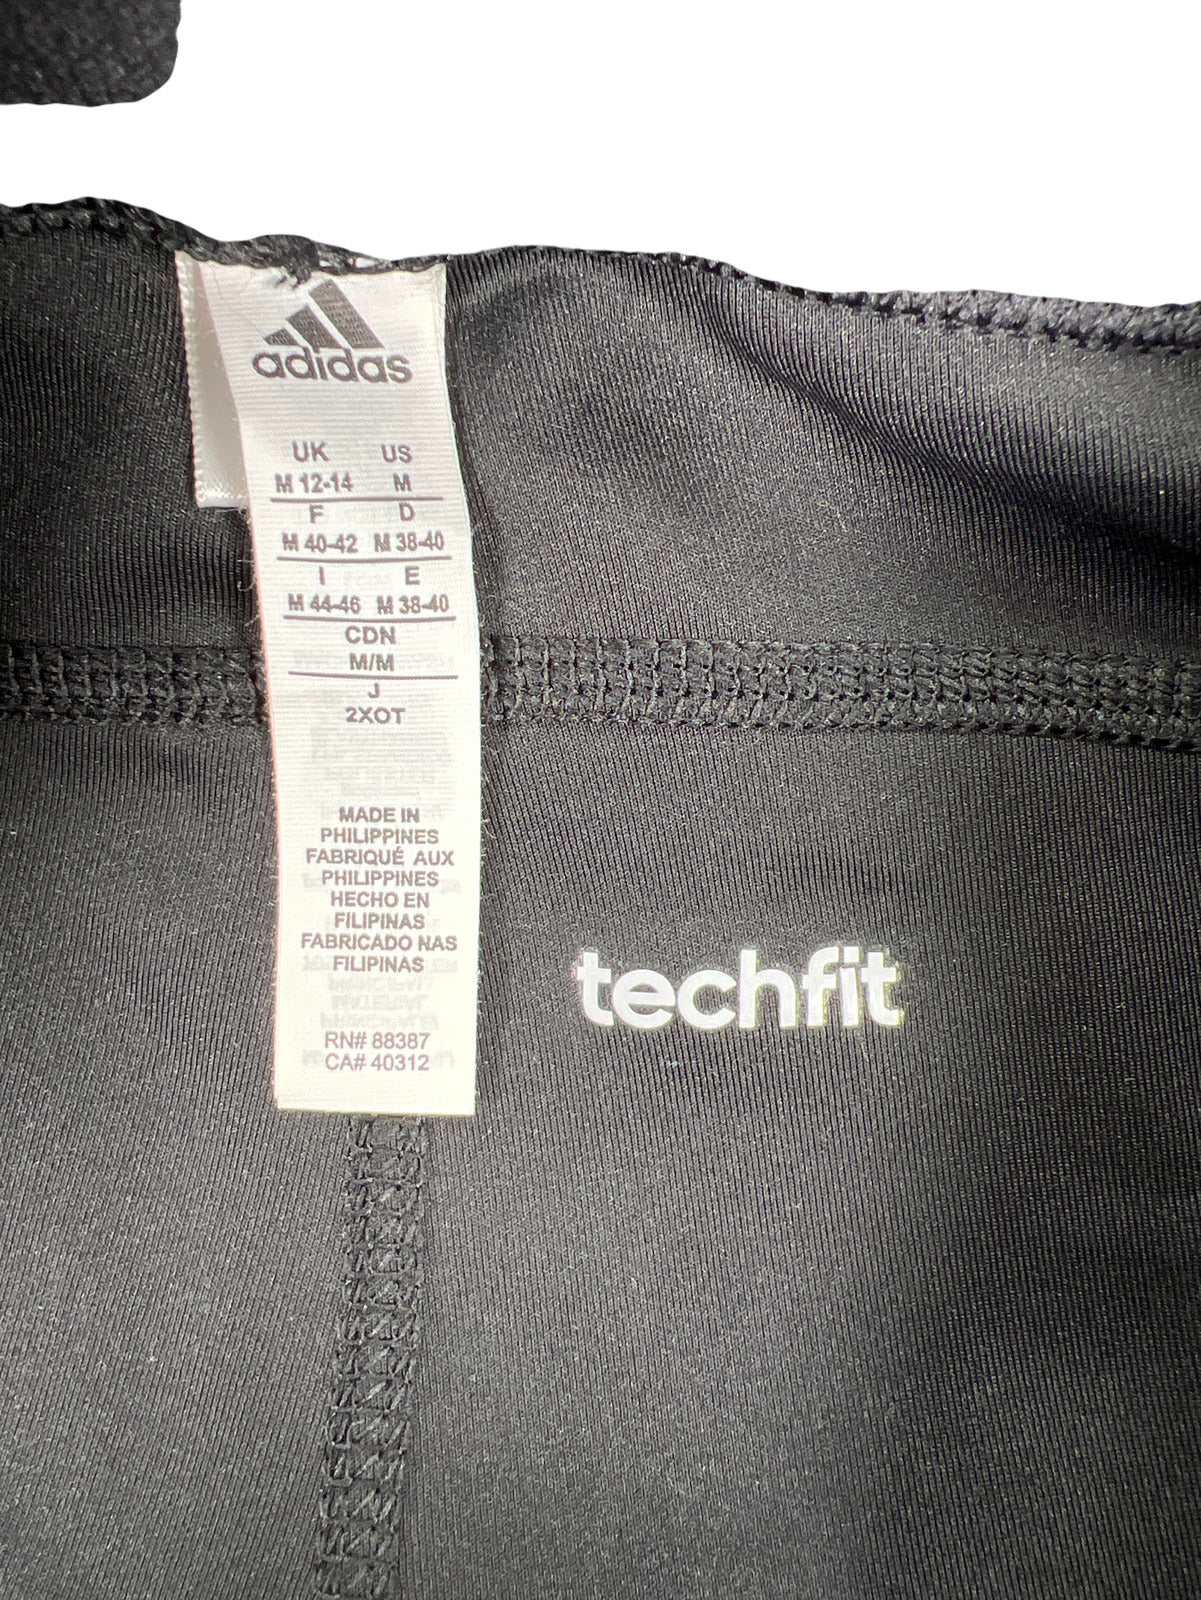 adidas
UK US
M 12-14 M
F D
M 40-42 M 38-40
I E
M 44-46 M 38-40
CDN
M/M
J
2XOT
MADE IN
PHILIPPINES
FABRIQUÉ AUX
PHILIPPINES
HECHO EN
FILIPINAS
FABRICADO NAS
FILIPINAS
RN# 88387
CA# 40312
techfit